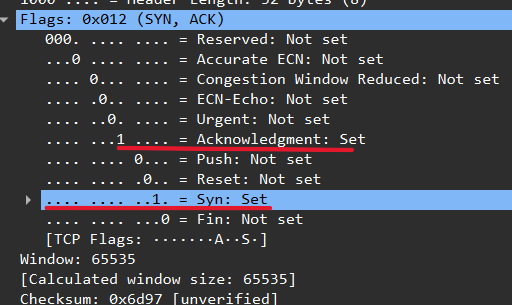 1000 .... = Header Length: 32 bytes (8)
Flags: 0x012 (SYN, ACK)
000. .... .... = Reserved: Not set
...0 .... .... = Accurate ECN: Not set
.... 0... .... = Congestion Window Reduced: Not set
.... .0.. .... = ECN-Echo: Not set
.... ..0. .... = Urgent: Not set
.... ...1 .... = Acknowledgment: Set
.... .... 0... = Push: Not set
.... .... .0.. = Reset: Not set
.... .... ..1. = Syn: Set
.... .... ...0 = Fin: Not set
[TCP Flags: ·······A··S·]
Window: 65535
[Calculated window size: 65535]
Checksum: 0x6d97 [unverified]